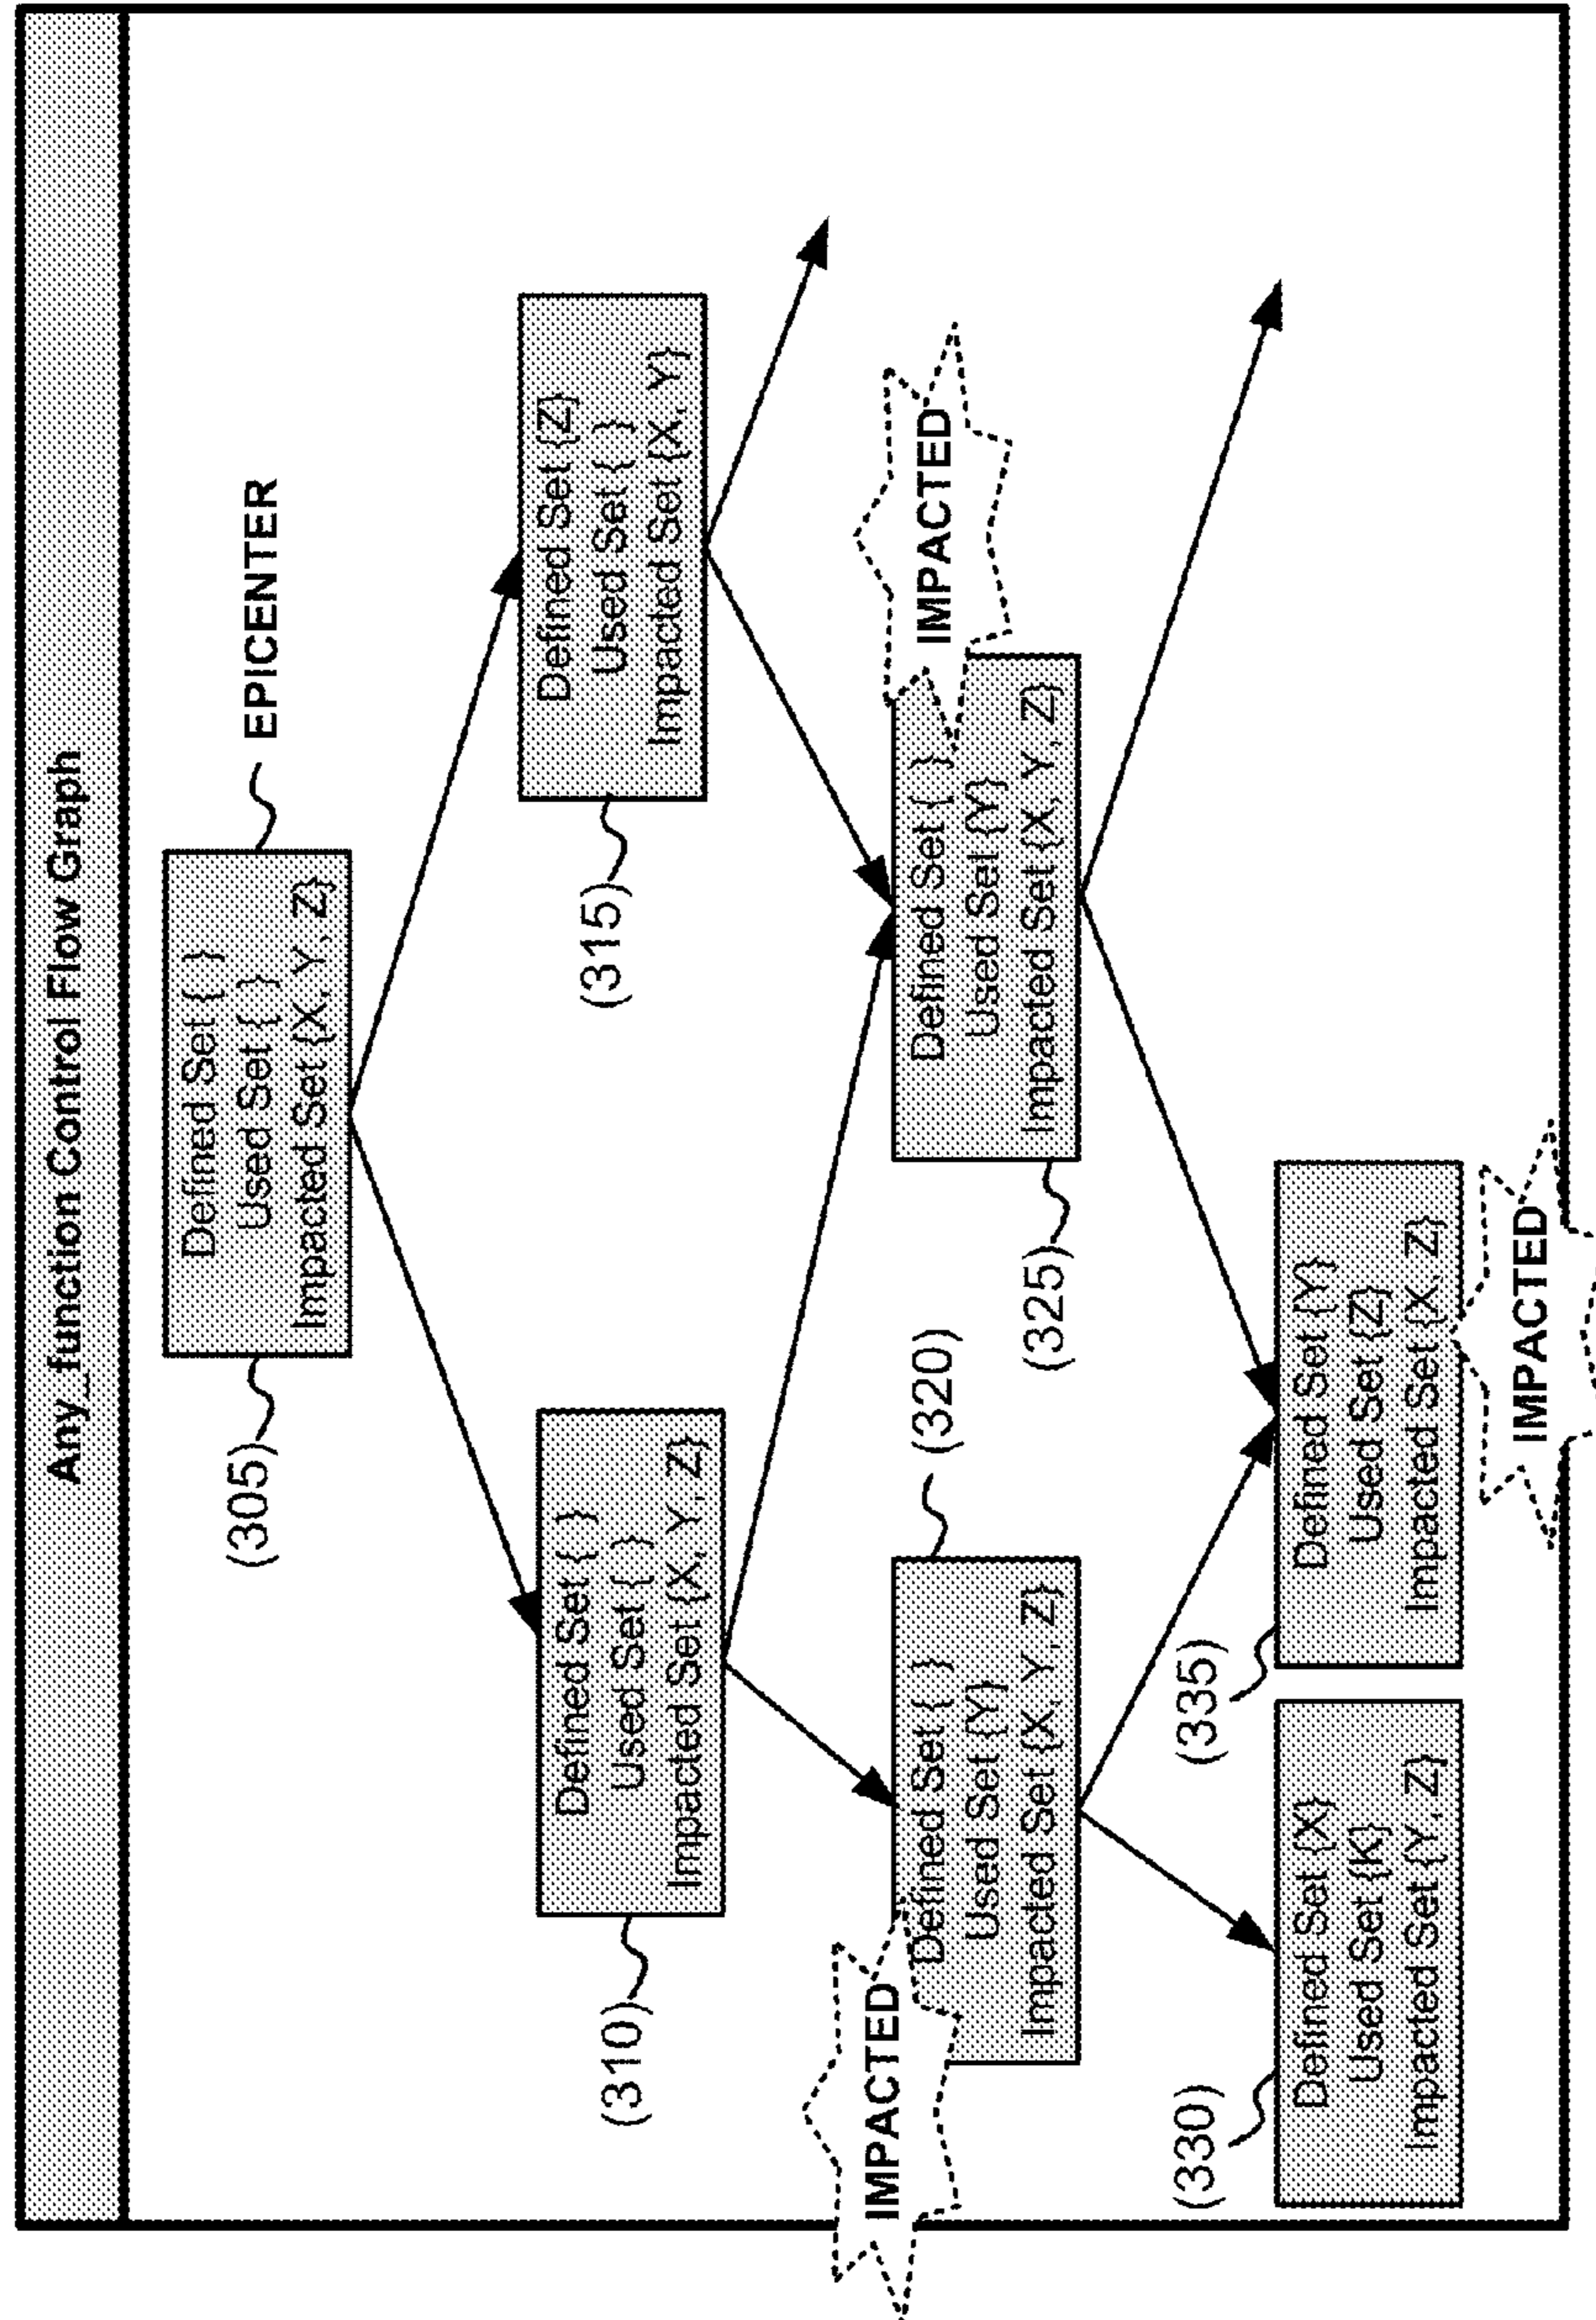 Any_function Control Flow Graph
Defined Set { }
Used Set { }
Impacted Set {X, Y, Z}
(305)
EPICENTER
Defined Set { }
Used Set { }
Impacted Set {X, Y, Z}
(310)
Defined Set {Z}
Used Set { }
Impacted Set {X, Y}
(315)
IMPACTED
Defined Set { }
Used Set {Y}
Impacted Set {X, Y, Z}
(320)
Defined Set { }
Used Set {Y}
Impacted Set {X, Y, Z}
(325)
IMPACTED
(330)
Defined Set {X}
Used Set {K}
Impacted Set {Y, Z}
(335)
Defined Set {Y}
Used Set {Z}
Impacted Set {X, Z}
IMPACTED